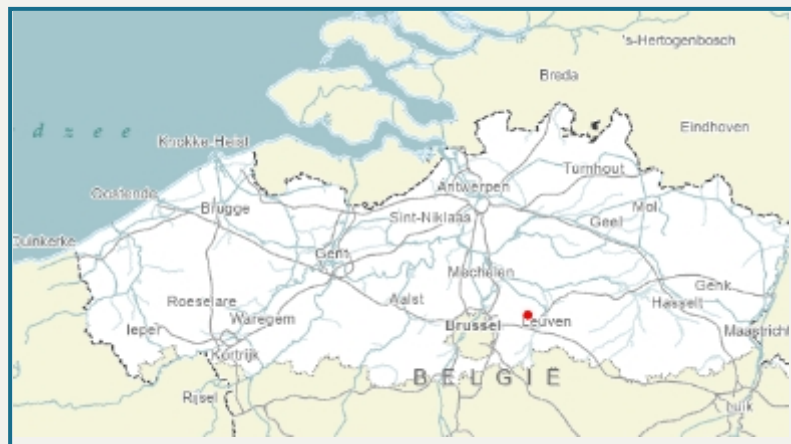 's-Hertogenbosch
Breda
d z e e
Eindhoven
Knokke-Heist
Turnhout
Antwerpen
Oostende
Brugge
Mol
Sint-Niklaas
Geel
Duinkerke
Gent
Mechelen
Genk
Roeselare
Aalst
Hasselt
Waregem
Ieper
Brussel
Leuven
Maastricht
Kortrijk
BELGIË
Rijsel
Luik